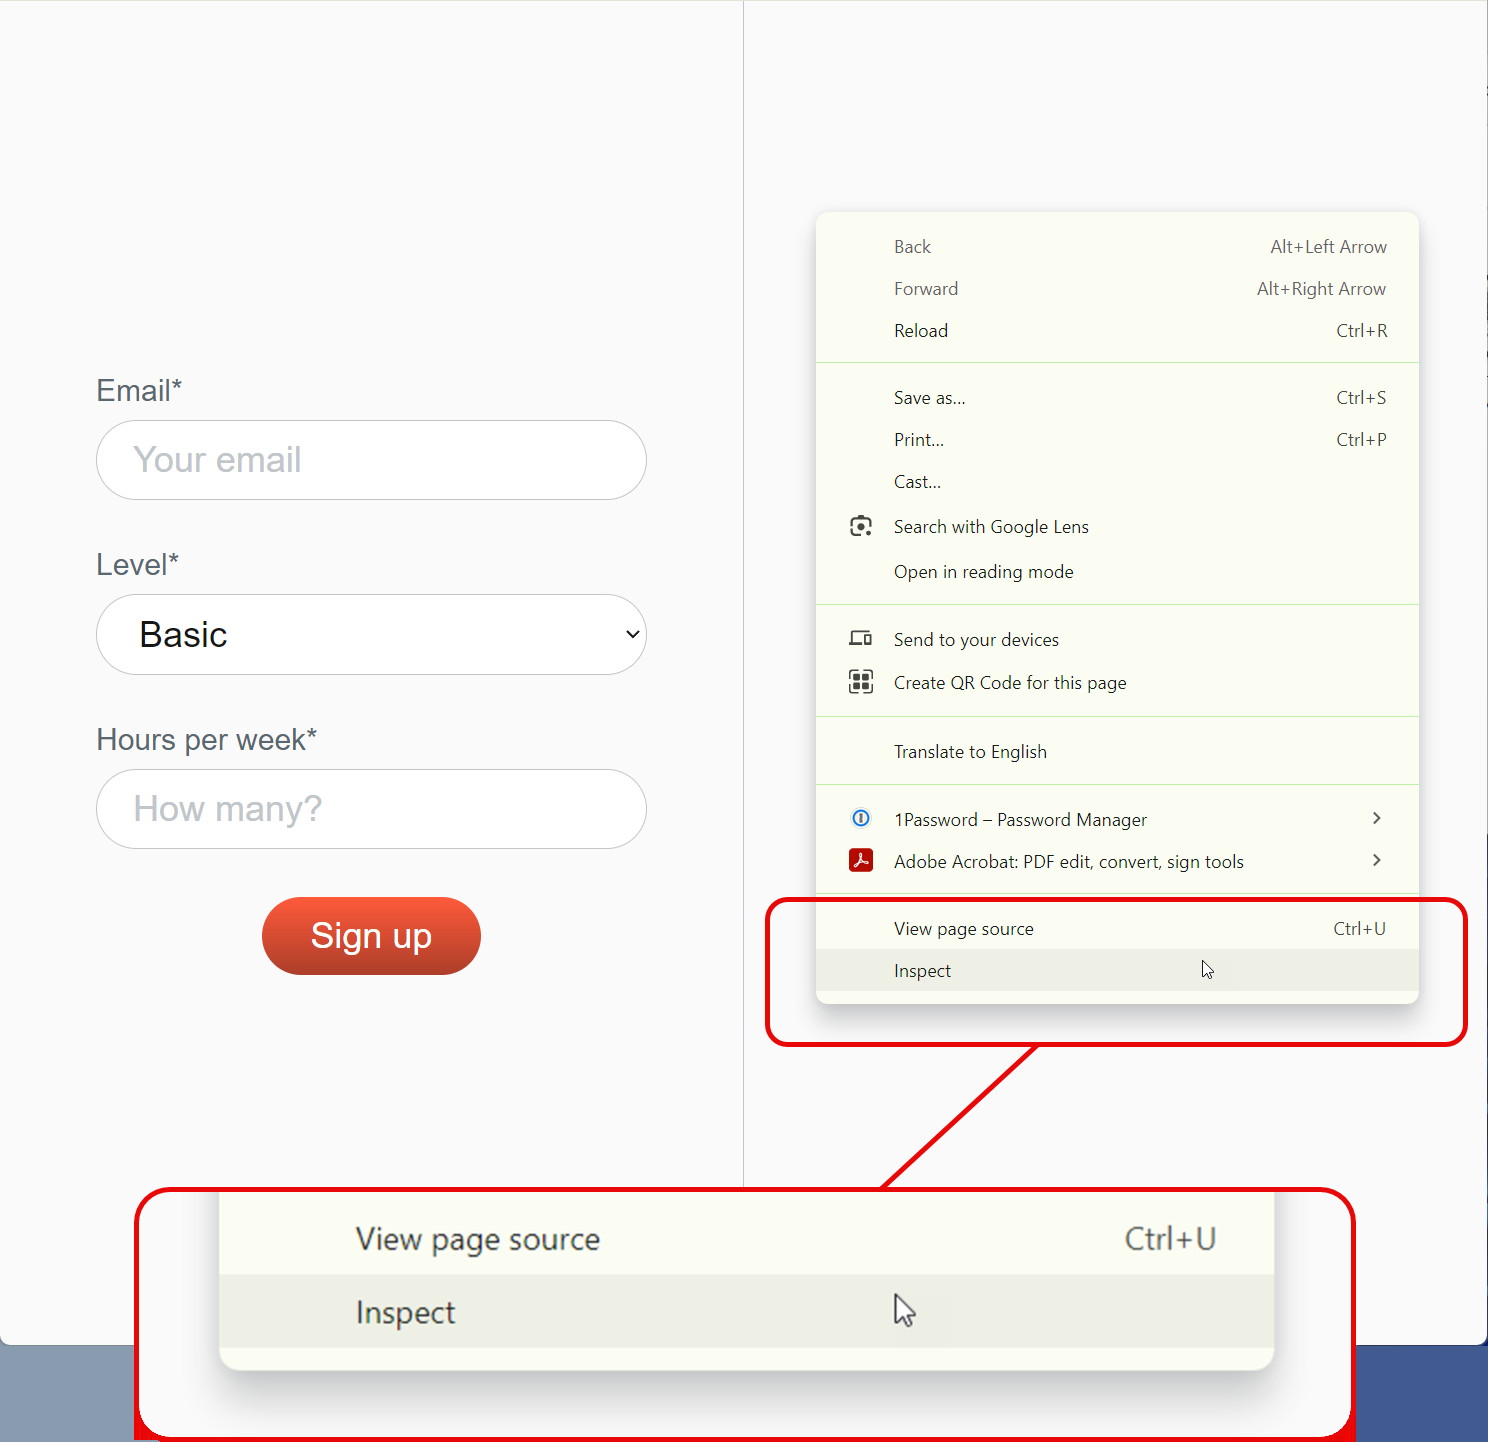 Email*
Your email
Level*
Basic
Hours per week*
How many?
Sign up
Back Alt+Left Arrow
Forward Alt+Right Arrow
Reload Ctrl+R
Save as... Ctrl+S
Print... Ctrl+P
Cast...
Search with Google Lens
Open in reading mode
Send to your devices
Create QR Code for this page
Translate to English
1Password – Password Manager
Adobe Acrobat: PDF edit, convert, sign tools
View page source Ctrl+U
Inspect
View page source Ctrl+U
Inspect